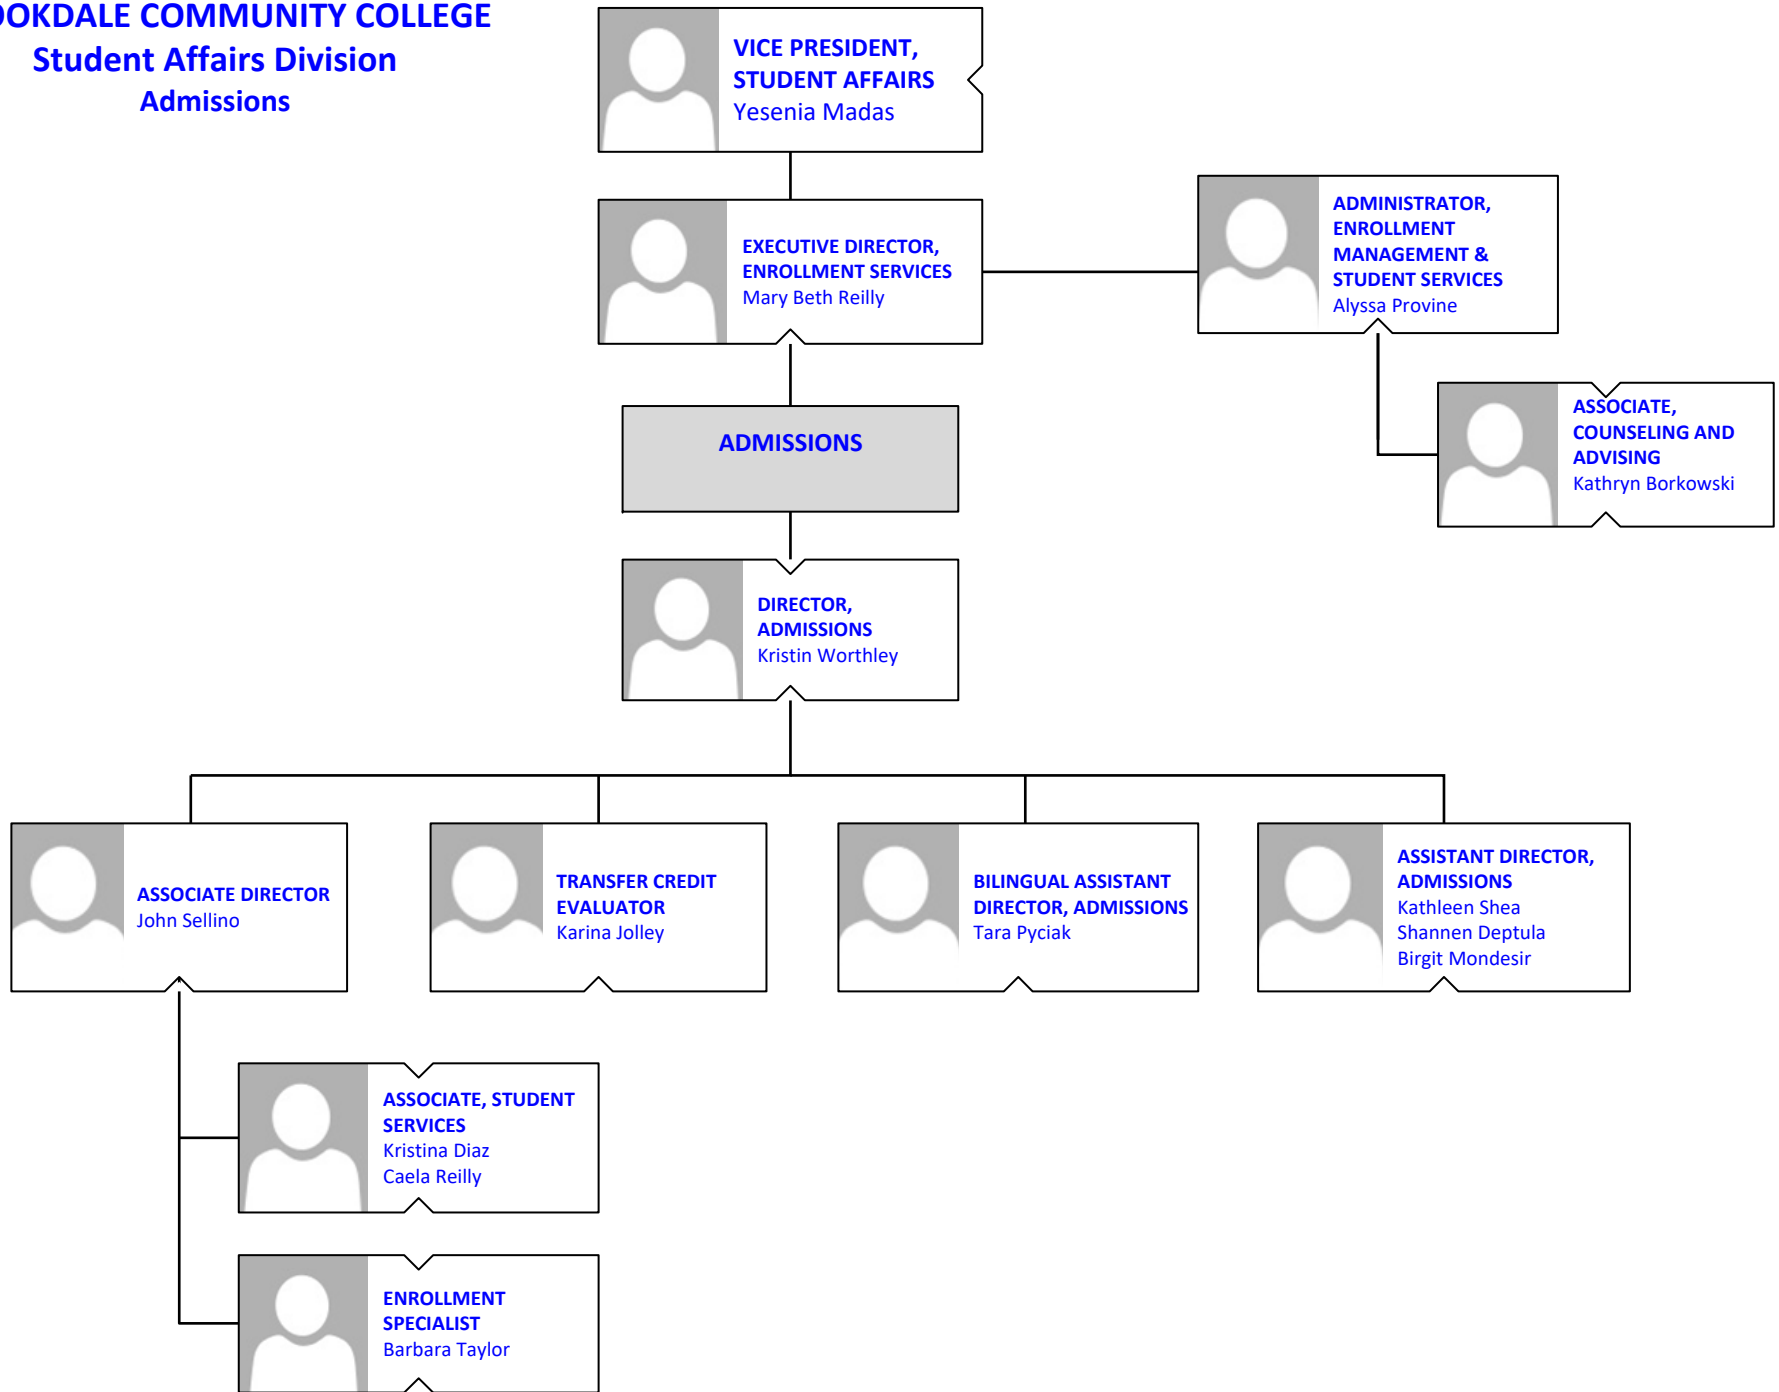 OOKDALE COMMUNITY COLLEGE
Student Affairs Division
Admissions
VICE PRESIDENT,
STUDENT AFFAIRS
Yesenia Madas
EXECUTIVE DIRECTOR,
ENROLLMENT SERVICES
Mary Beth Reilly
ADMINISTRATOR,
ENROLLMENT
MANAGEMENT &
STUDENT SERVICES
Alyssa Provine
ASSOCIATE,
COUNSELING AND
ADVISING
Kathryn Borkowski
ADMISSIONS
DIRECTOR,
ADMISSIONS
Kristin Worthley
ASSOCIATE DIRECTOR
John Sellino
TRANSFER CREDIT
EVALUATOR
Karina Jolley
BILINGUAL ASSISTANT
DIRECTOR, ADMISSIONS
Tara Pyciak
ASSISTANT DIRECTOR,
ADMISSIONS
Kathleen Shea
Shannen Deptula
Birgit Mondesir
ASSOCIATE, STUDENT
SERVICES
Kristina Diaz
Caela Reilly
ENROLLMENT
SPECIALIST
Barbara Taylor